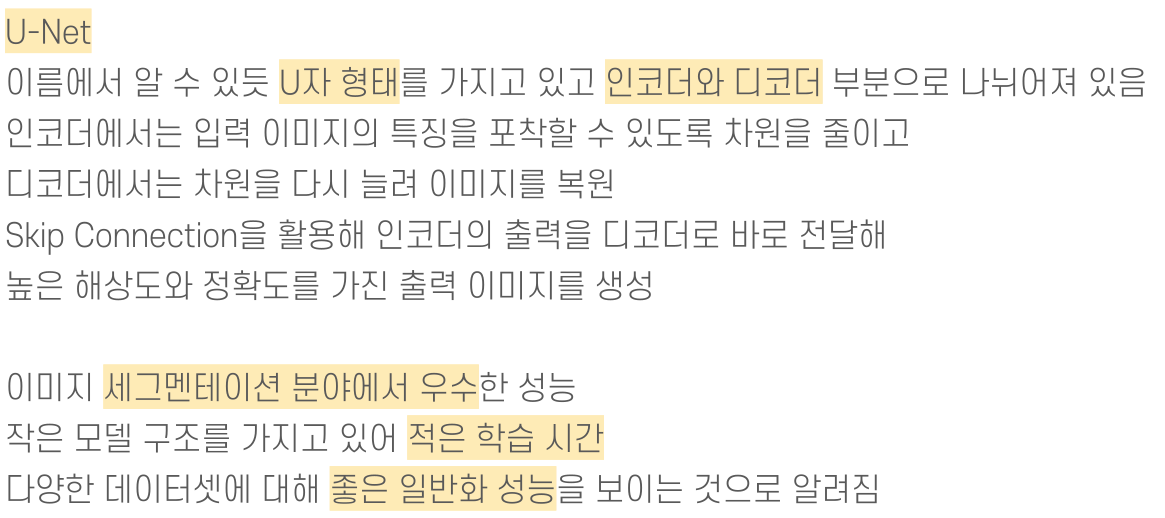 U-Net
이름에서 알 수 있듯 U자 형태를 가지고 있고 인코더와 디코더 부분으로 나뉘어져 있음
인코더에서는 입력 이미지의 특징을 포착할 수 있도록 차원을 줄이고
디코더에서는 차원을 다시 늘려 이미지를 복원
Skip Connection을 활용해 인코더의 출력을 디코더로 바로 전달해
높은 해상도와 정확도를 가진 출력 이미지를 생성
이미지 세그멘테이션 분야에서 우수한 성능
작은 모델 구조를 가지고 있어 적은 학습 시간
다양한 데이터셋에 대해 좋은 일반화 성능을 보이는 것으로 알려짐